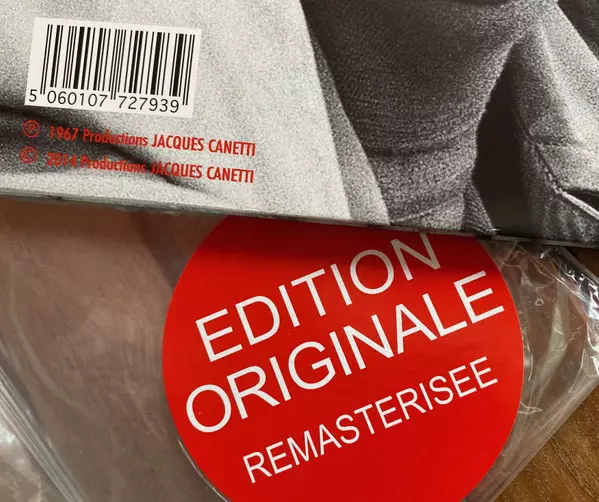 5 060107 727939
℗ 1967 Productions JACQUES CANETTI
© 2014 Productions JACQUES CANETTI
EDITION
ORIGINALE
REMASTERISEE